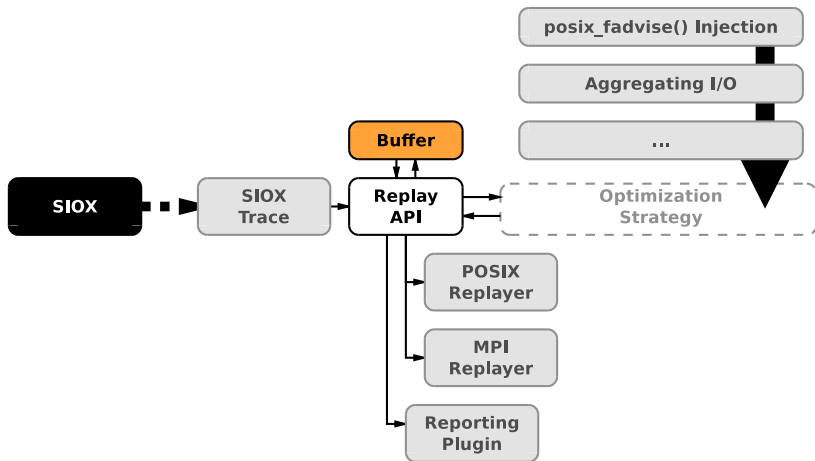 posix_fadvise() Injection
Aggregating I/O
...
Buffer
SIOX
SIOX
Trace
Replay
API
Optimization
Strategy
POSIX
Replayer
MPI
Replayer
Reporting
Plugin